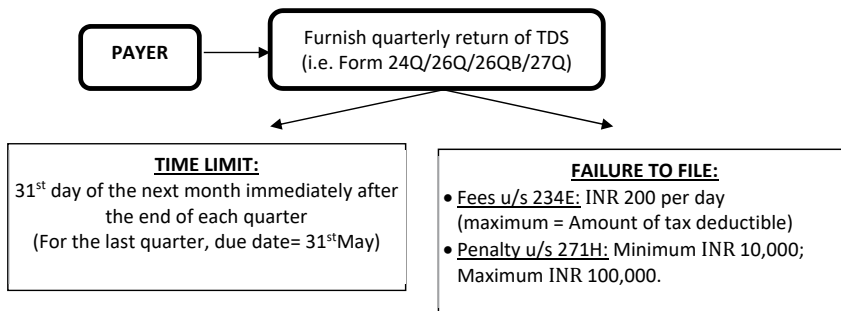 PAYER
Furnish quarterly return of TDS
(i.e. Form 24Q/26Q/26QB/27Q)
TIME LIMIT:
31st day of the next month immediately after
the end of each quarter
(For the last quarter, due date= 31stMay)
FAILURE TO FILE:
• Fees u/s 234E: INR 200 per day
(maximum = Amount of tax deductible)
• Penalty u/s 271H: Minimum INR 10,000;
Maximum INR 100,000.